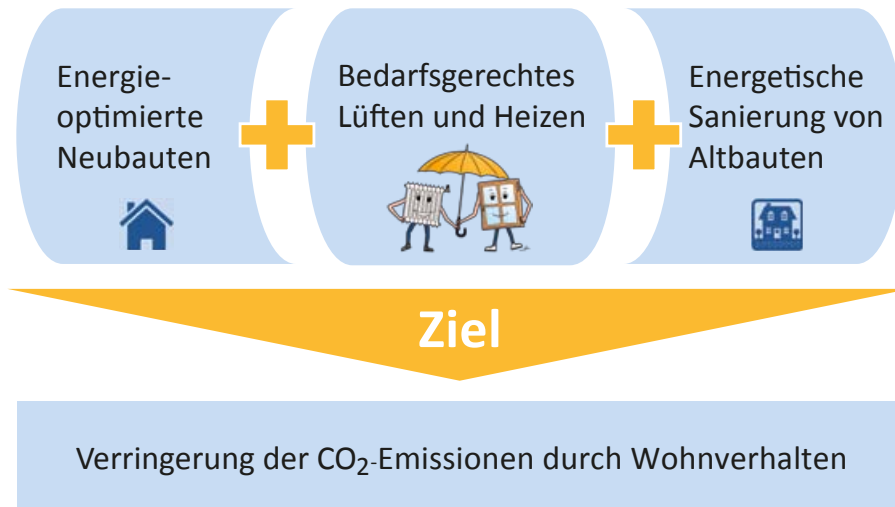 Energie-
optimierte
Neubauten
Bedarfsgerechtes
Lüften und Heizen
Energetische
Sanierung von
Altbauten
Ziel
Verringerung der CO₂-Emissionen durch Wohnverhalten